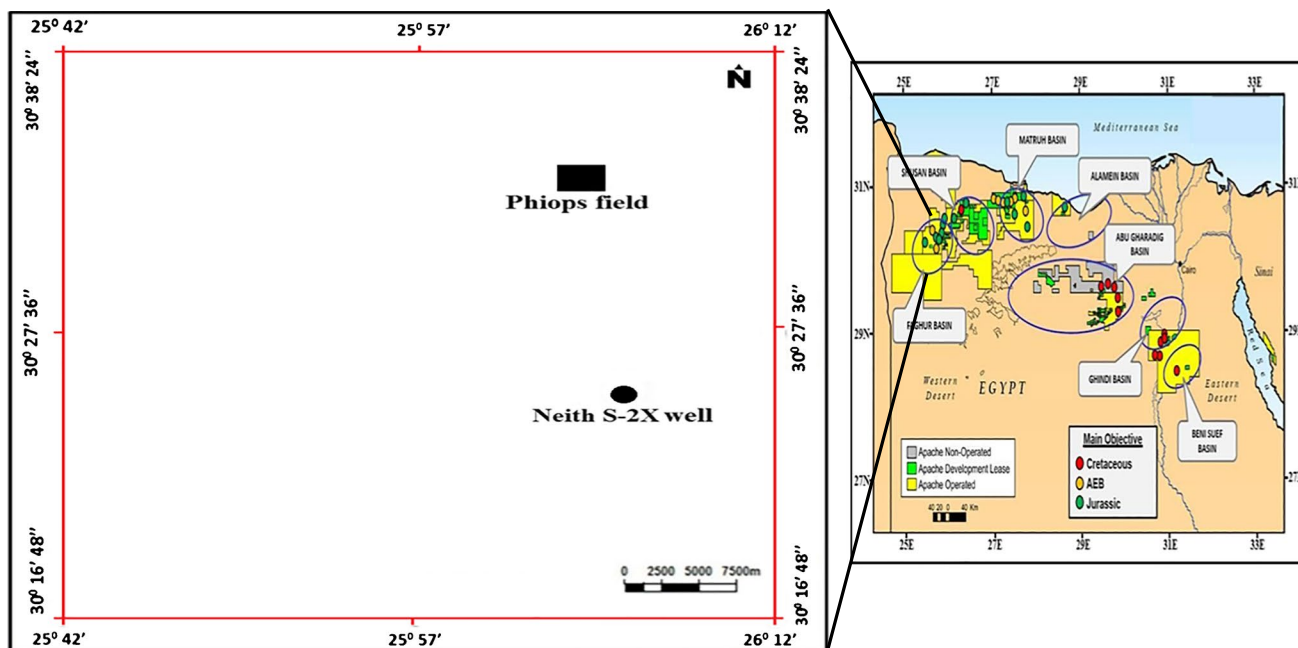 25⁰ 42’
25⁰ 57’
26⁰ 12’
30⁰ 38’ 24’’
30⁰ 38’ 24’’
N
Phiops field
30⁰ 27’ 36’’
30⁰ 27’ 36’’
Neith S-2X well
0 2500 5000 7500m
30⁰ 16’ 48’’
30⁰ 16’ 48’’
25⁰ 42’
25⁰ 57’
26⁰ 12’
25E
27E
29E
31E
33E
MATRUH BASIN
Mediterranean Sea
SHUSAN BASIN
ALAMEIN BASIN
31N
31N
ABU GHARADIG
BASIN
Cairo
Sinai
FAGHUR BASIN
29N
29N
Red Sea
GHINDI BASIN
Western
Desert
EGYPT
Eastern
Desert
BENI SUEF
BASIN
Main Objective
Cretaceous
AEB
Jurassic
Apache Non-Operated
Apache Development Lease
Apache Operated
27N
27N
40 20 0 40 Km
25E
27E
29E
31E
33E